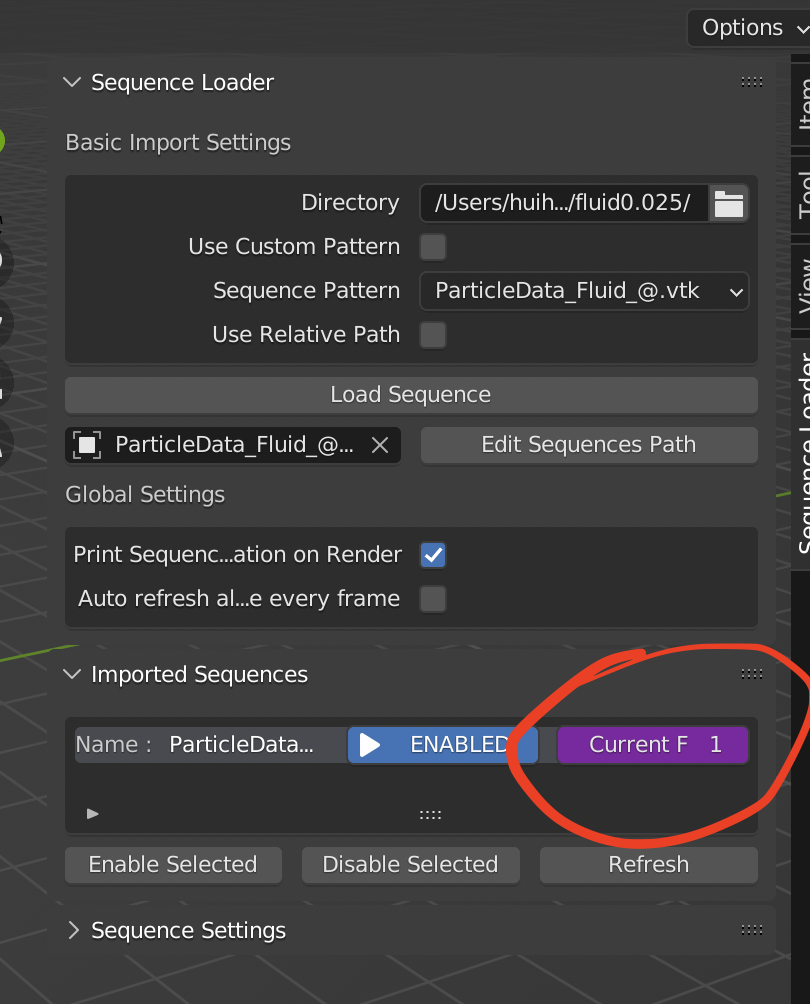 Options
Sequence Loader
Basic Import Settings
Directory /Users/huih.../fluid0.025/
Use Custom Pattern
Sequence Pattern ParticleData_Fluid_@.vtk
Use Relative Path
Load Sequence
ParticleData_Fluid_@... Edit Sequences Path
Global Settings
Print Sequenc...ation on Render
Auto refresh al...e every frame
Imported Sequences
Name : ParticleData... ENABLED Current F 1
Enable Selected Disable Selected Refresh
Sequence Settings
Item
Tool
View
Sequence Loader